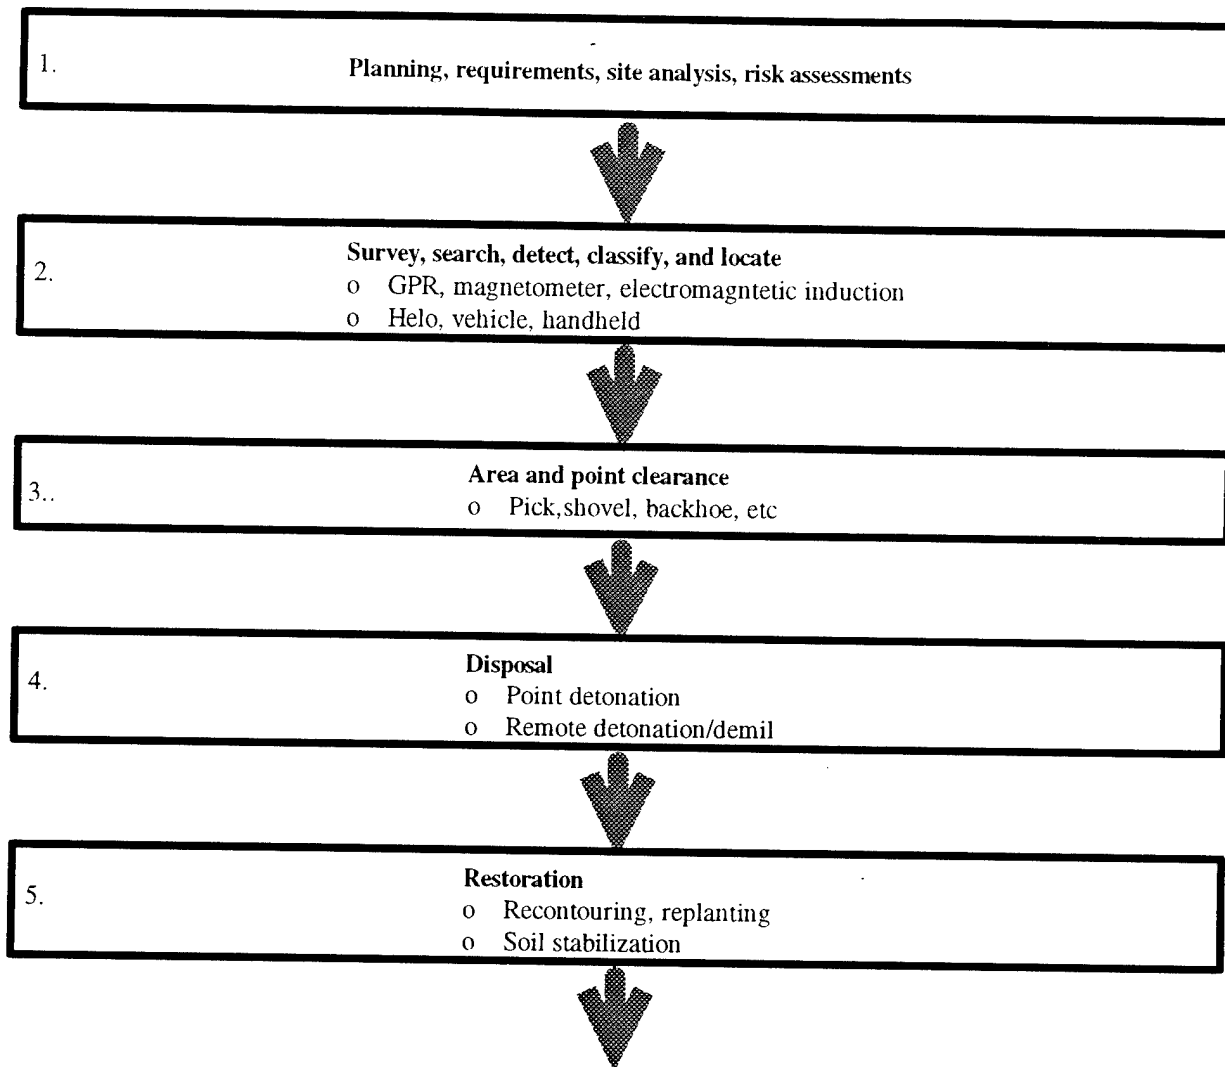 1.
Planning, requirements, site analysis, risk assessments
2.
Survey, search, detect, classify, and locate
o GPR, magnetometer, electromagntetic induction
o Helo, vehicle, handheld
3..
Area and point clearance
o Pick,shovel, backhoe, etc
4.
Disposal
o Point detonation
o Remote detonation/demil
5.
Restoration
o Recontouring, replanting
o Soil stabilization